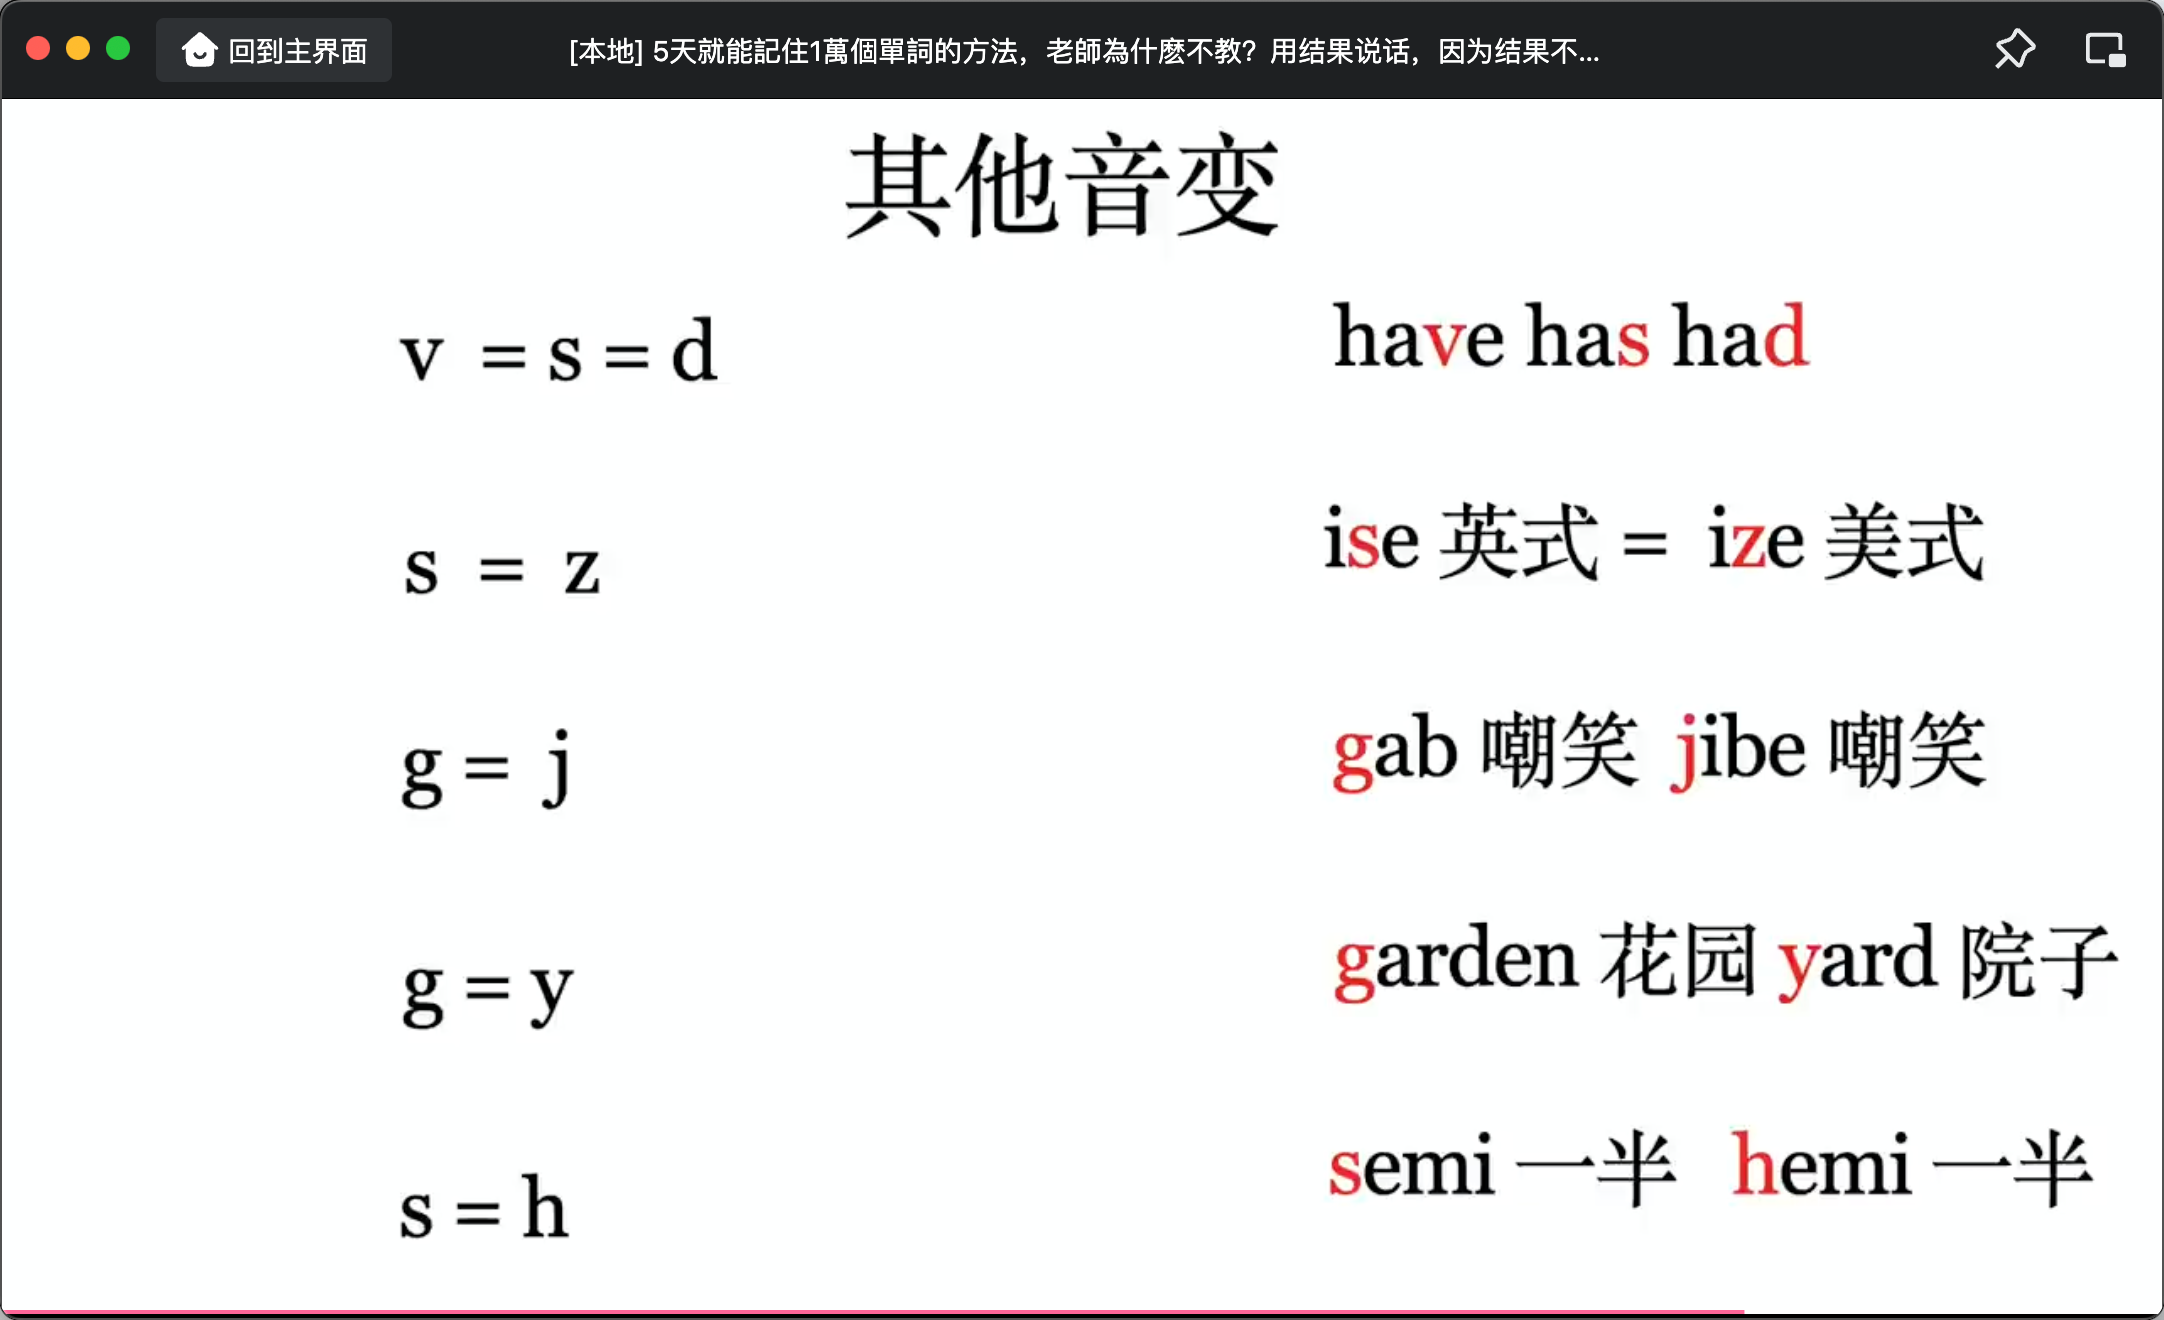 回到主界面
[本地] 5天就能記住1萬個單詞的方法，老師為什麽不教？用结果说话，因为结果不...
其他音变
v = s = d
have has had
s = z
ise 英式 = ize 美式
g = j
gab 嘲笑 jibe 嘲笑
g = y
garden 花园 yard 院子
s = h
semi 一半 hemi 一半